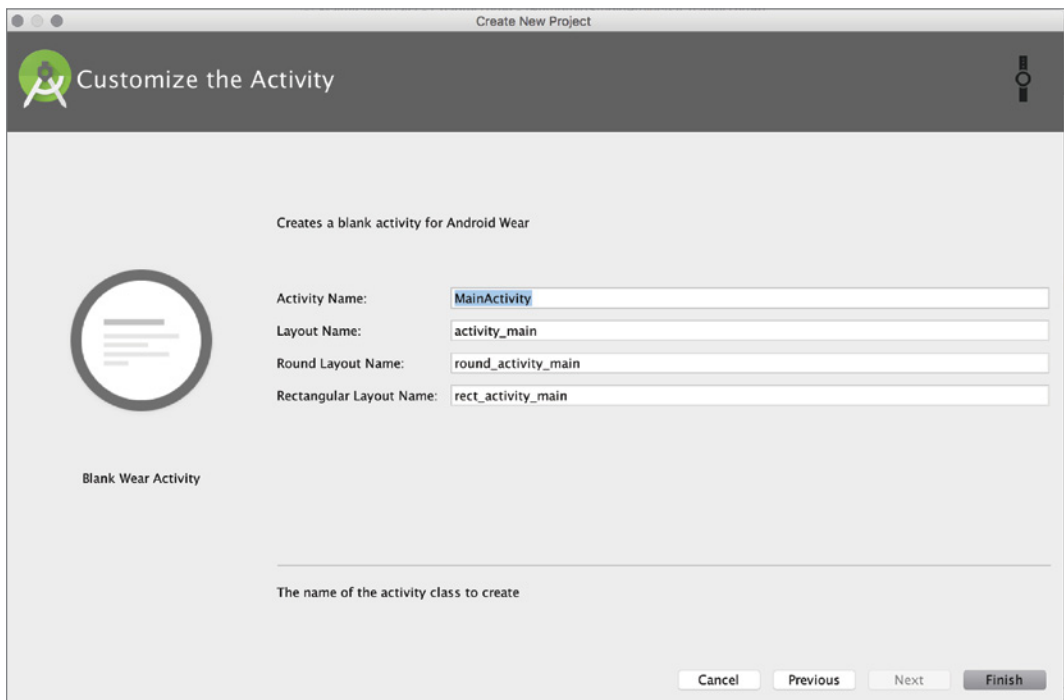 Create New Project
Customize the Activity
Creates a blank activity for Android Wear
Activity Name: MainActivity
Layout Name: activity_main
Round Layout Name: round_activity_main
Rectangular Layout Name: rect_activity_main
Blank Wear Activity
The name of the activity class to create
Cancel Previous Next Finish